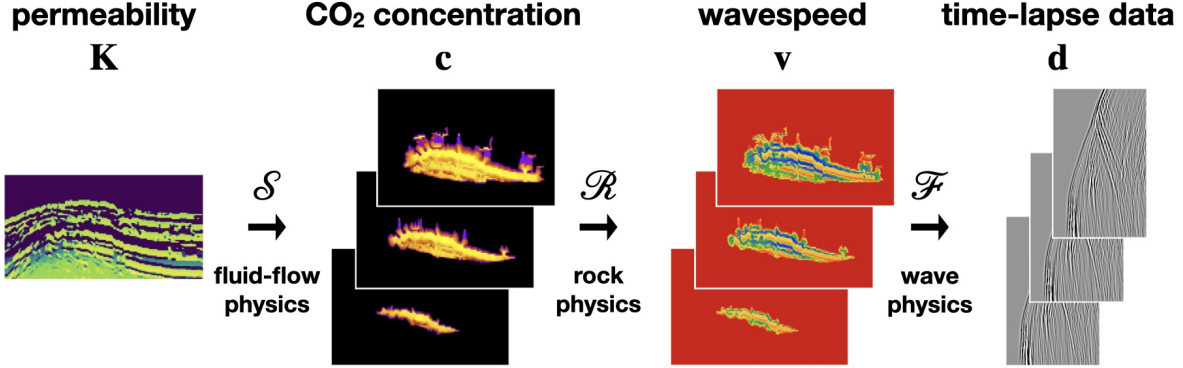 permeability
K
CO₂ concentration
c
wavespeed
v
time-lapse data
d
𝒮
fluid-flow
physics
ℛ
rock
physics
ℱ
wave
physics